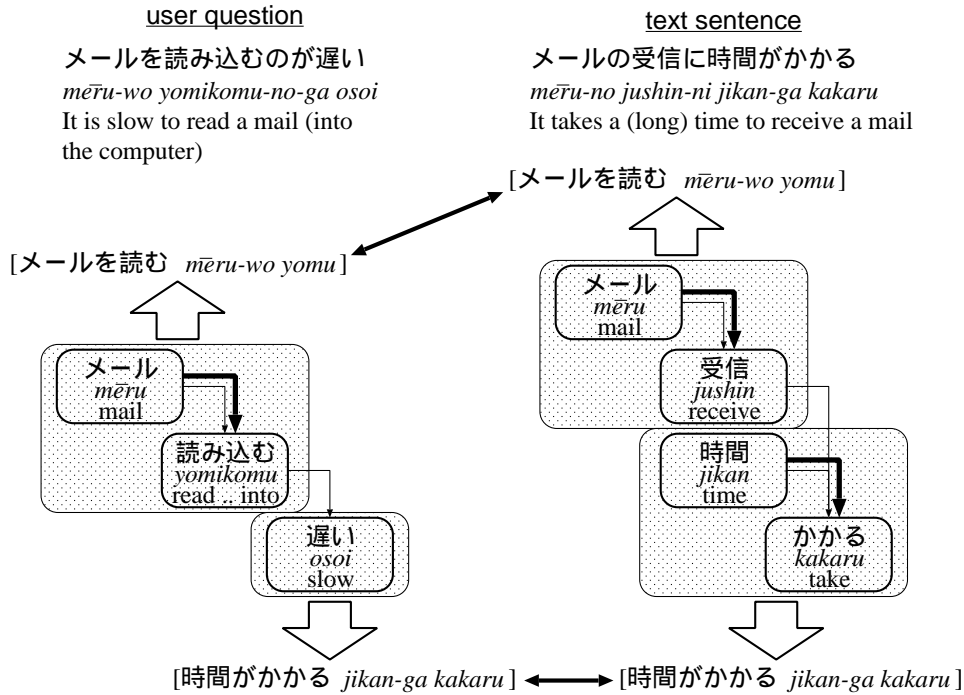 user question
メールを読み込むのが遅い
mēru-wo yomikomu-no-ga osoi
It is slow to read a mail (into
the computer)
text sentence
メールの受信に時間がかかる
mēru-no jushin-ni jikan-ga kakaru
It takes a (long) time to receive a mail
[メールを読む mēru-wo yomu]
[メールを読む mēru-wo yomu]
メール
mēru
mail
読み込む
yomikomu
read .. into
遅い
osoi
slow
メール
mēru
mail
受信
jushin
receive
時間
jikan
time
かかる
kakaru
take
[時間がかかる jikan-ga kakaru]
[時間がかかる jikan-ga kakaru]